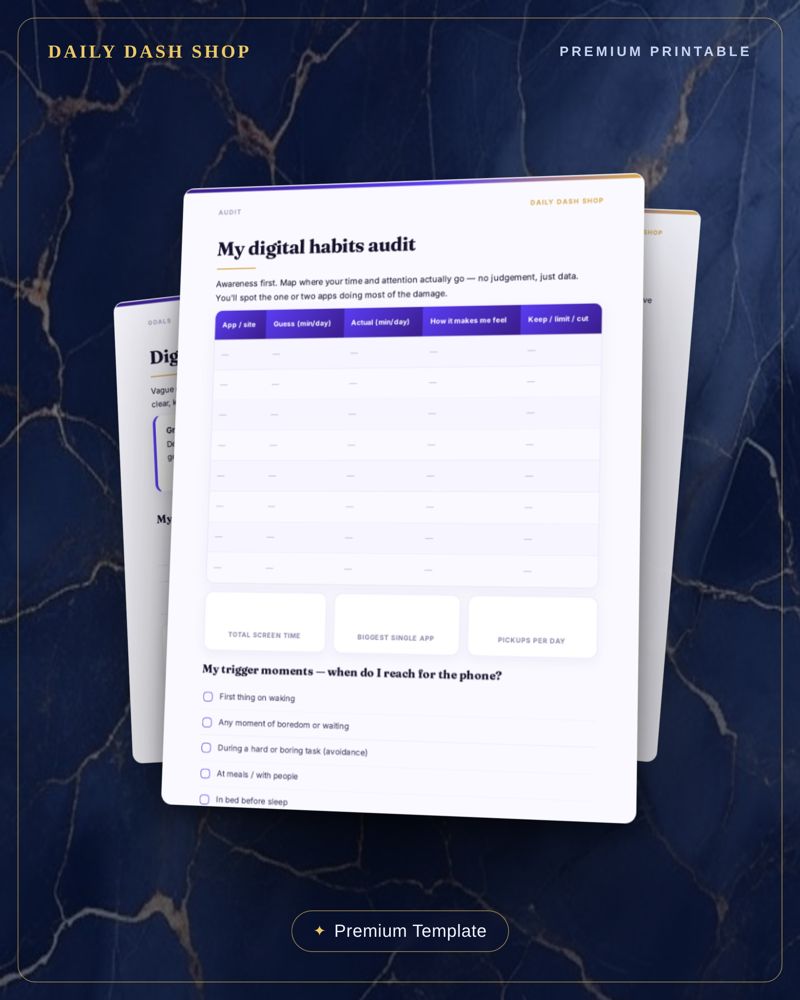 DAILY DASH SHOP
PREMIUM PRINTABLE
AUDIT
DAILY DASH SHOP
My digital habits audit
Awareness first. Map where your time and attention actually go — no judgement, just data.
You'll spot the one or two apps doing most of the damage.
App / site Guess (min/day) Actual (min/day) How it makes me feel Keep / limit / cut
— — — — —
— — — — —
— — — — —
— — — — —
— — — — —
— — — — —
— — — — —
— — — — —
TOTAL SCREEN TIME
BIGGEST SINGLE APP
PICKUPS PER DAY
My trigger moments — when do I reach for the phone?
First thing on waking
Any moment of boredom or waiting
During a hard or boring task (avoidance)
At meals / with people
In bed before sleep
GOALS
Vague
clear,
My
SHOP
✦ Premium Template